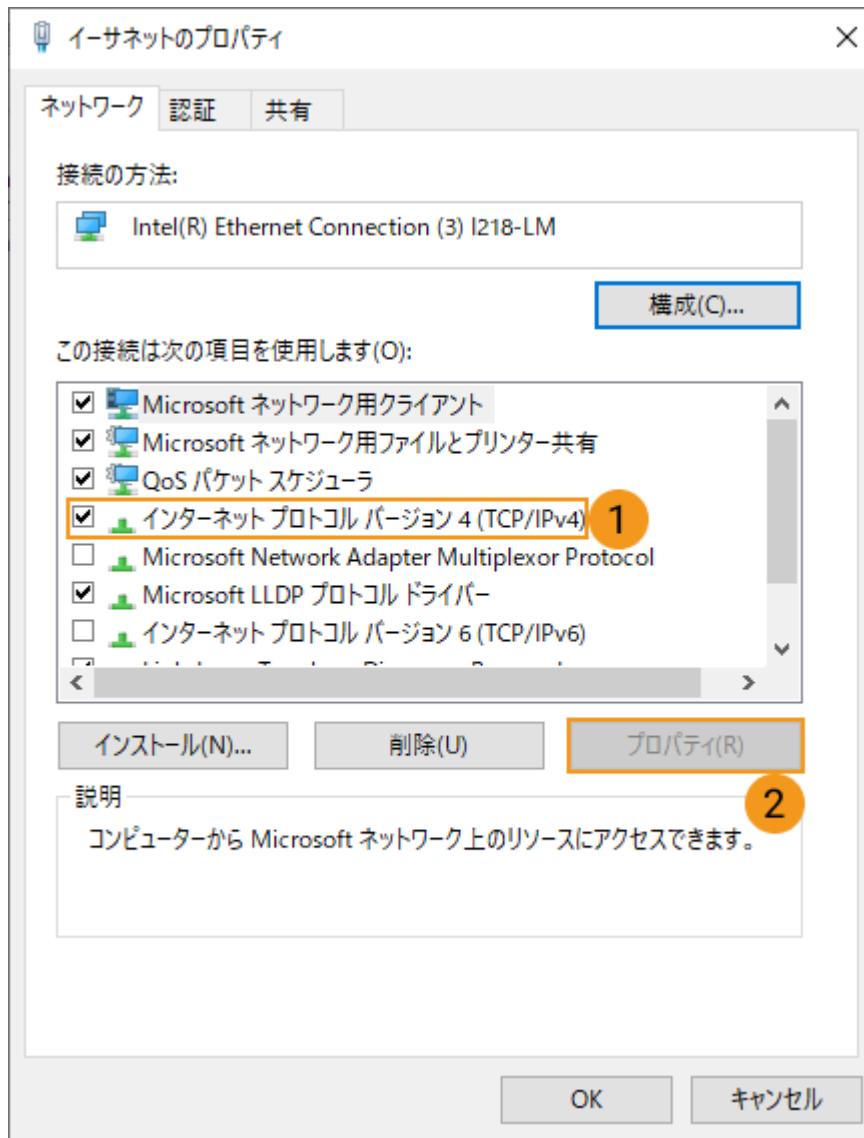 イーサネットのプロパティ
ネットワーク 認証 共有
接続の方法:
Intel(R) Ethernet Connection (3) I218-LM
構成(C)...
この接続は次の項目を使用します(O):
Microsoft ネットワーク用クライアント
Microsoft ネットワーク用ファイルとプリンター共有
QoS パケット スケジューラ
インターネット プロトコル バージョン 4 (TCP/IPv4) 1
Microsoft Network Adapter Multiplexor Protocol
Microsoft LLDP プロトコル ドライバー
インターネット プロトコル バージョン 6 (TCP/IPv6)
インストール(N)... 削除(U) プロパティ(R)
2
説明
コンピューターから Microsoft ネットワーク上のリソースにアクセスできます。
OK キャンセル